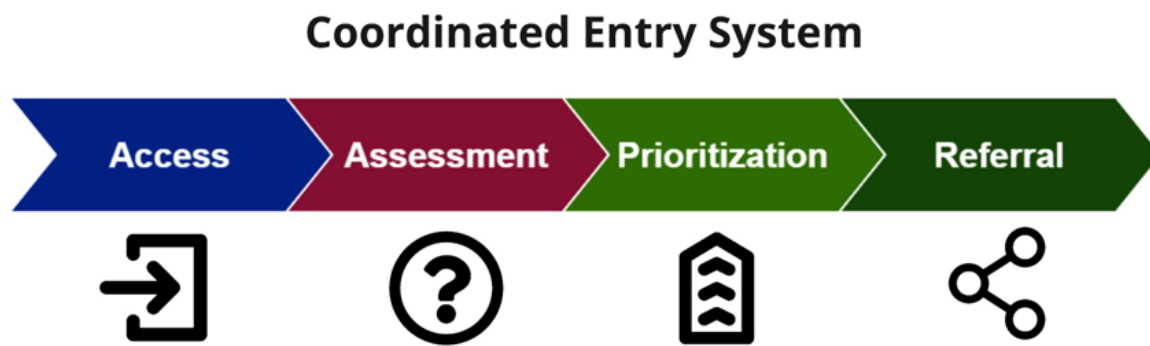 Coordinated Entry System
Access
Assessment
Prioritization
Referral